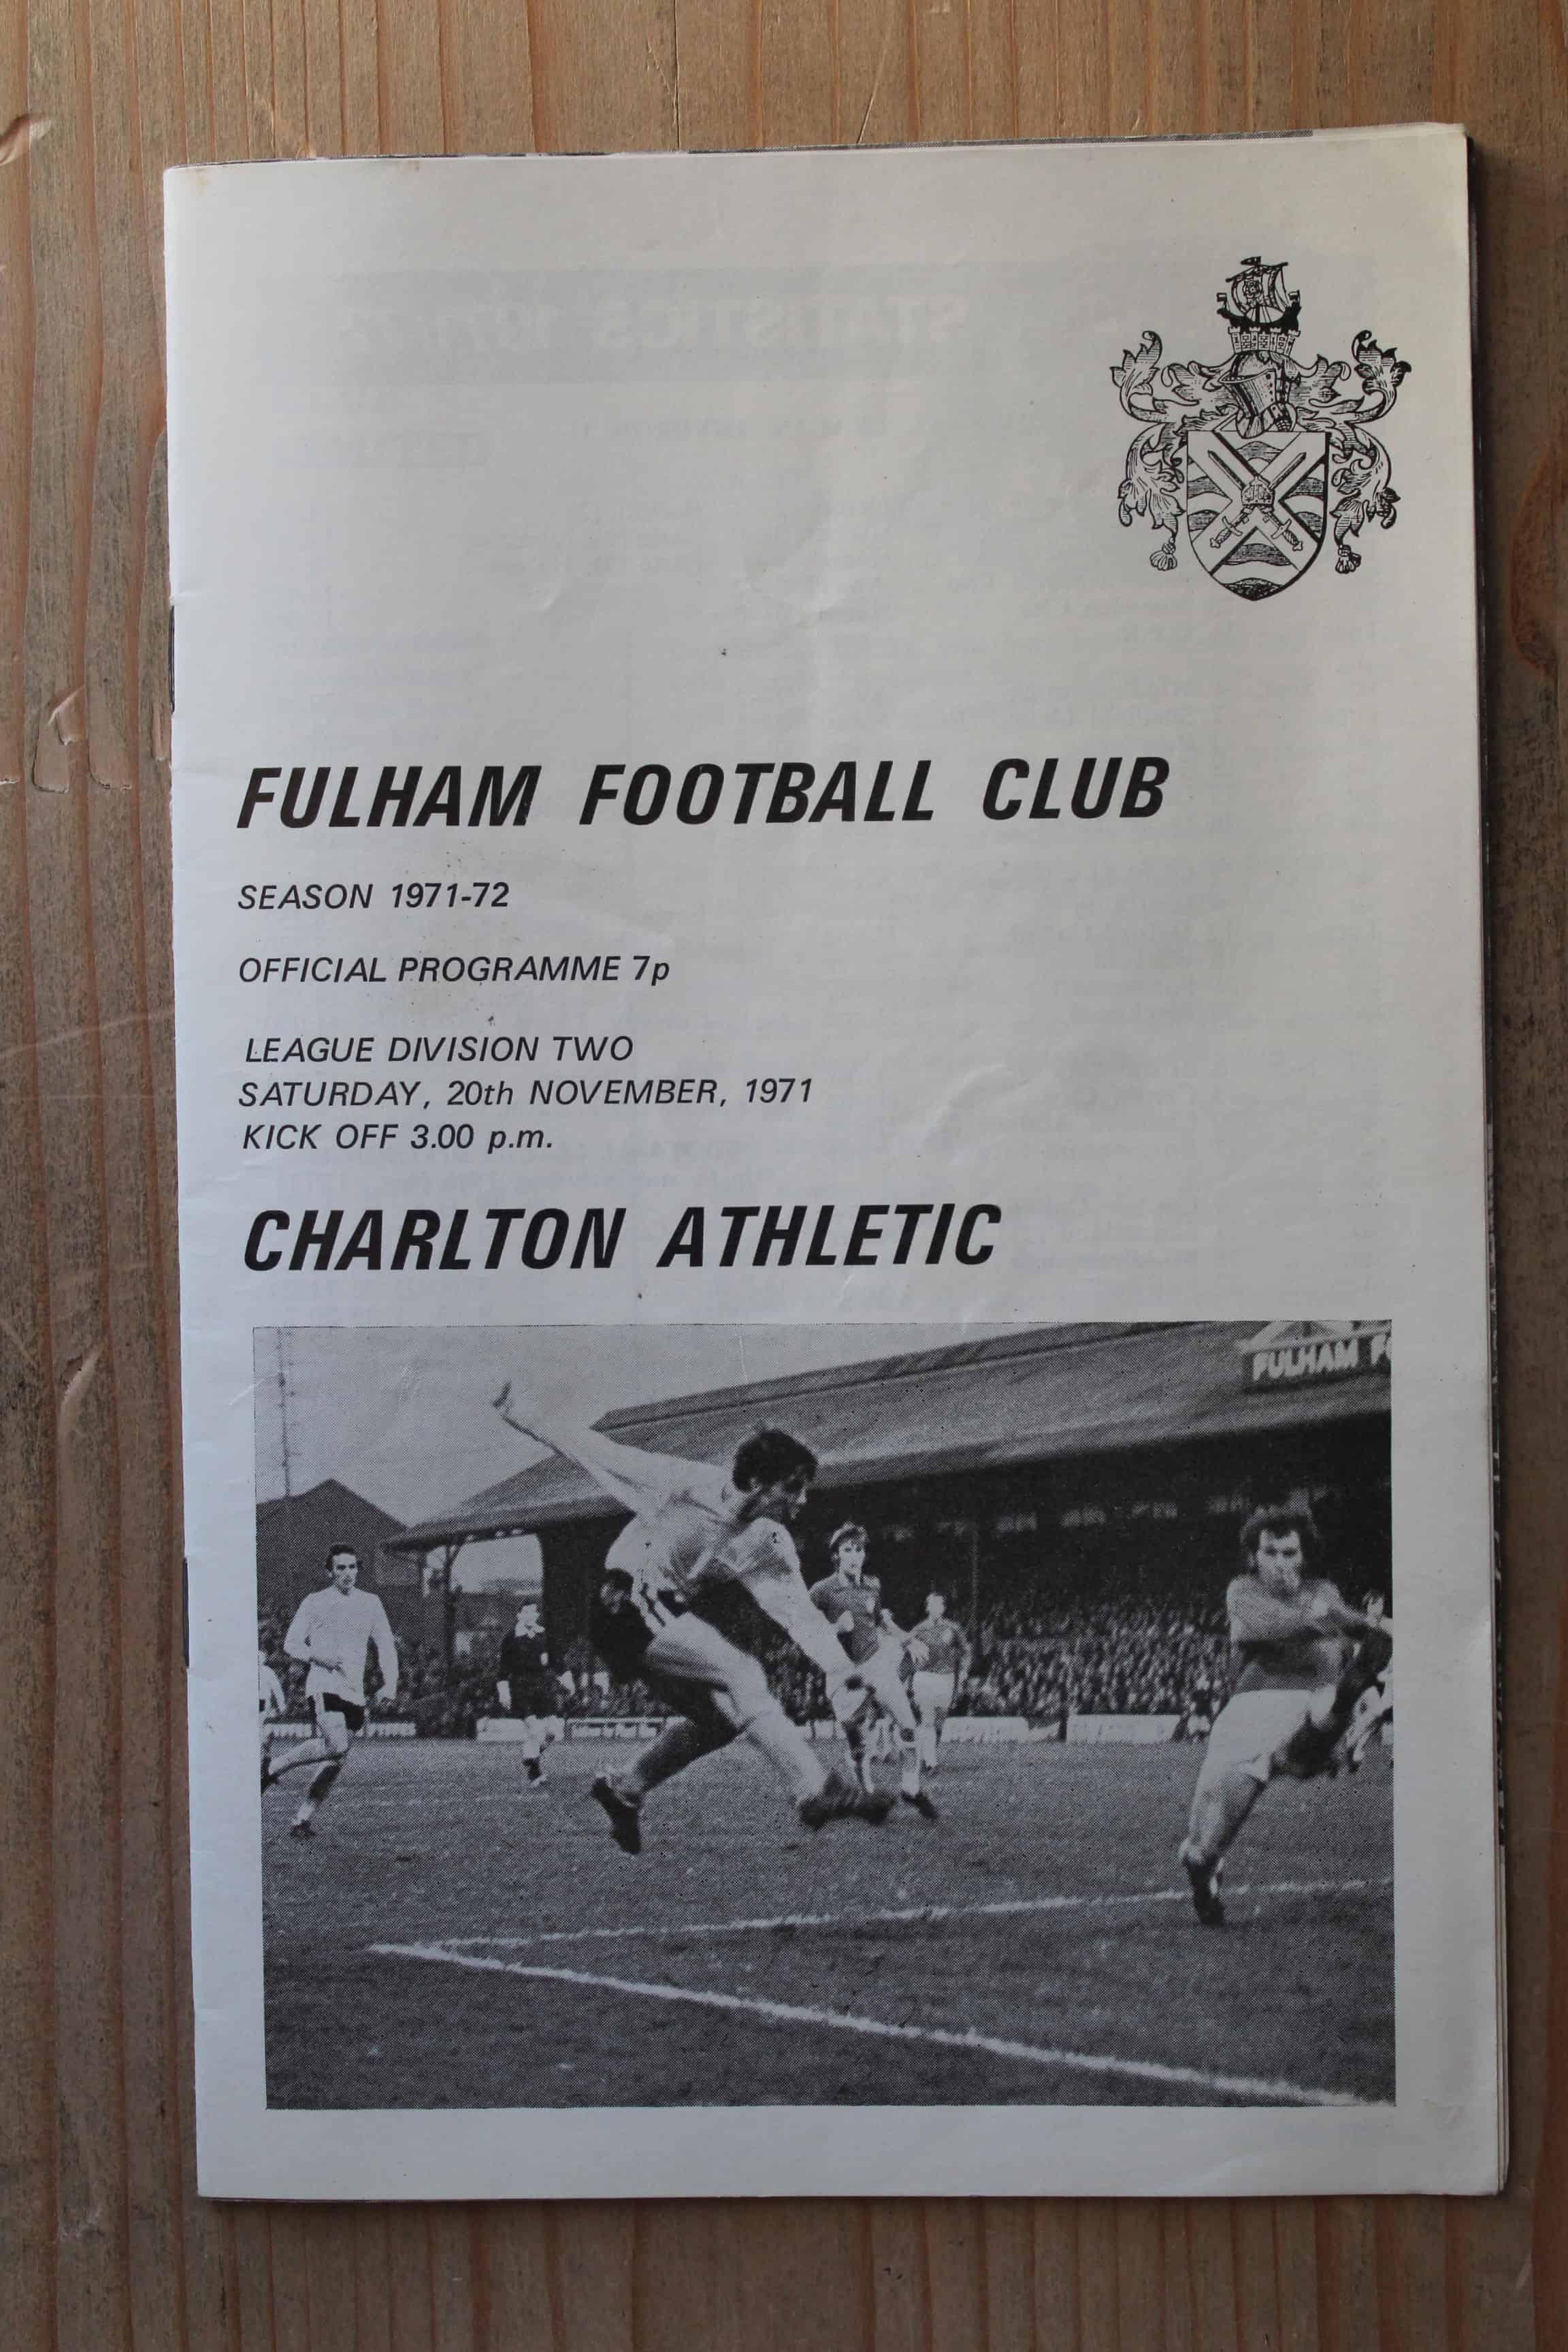 FULHAM FOOTBALL CLUB
SEASON 1971-72
OFFICIAL PROGRAMME 7p
LEAGUE DIVISION TWO
SATURDAY, 20th NOVEMBER, 1971
KICK OFF 3.00 p.m.
CHARLTON ATHLETIC
FULHAM F